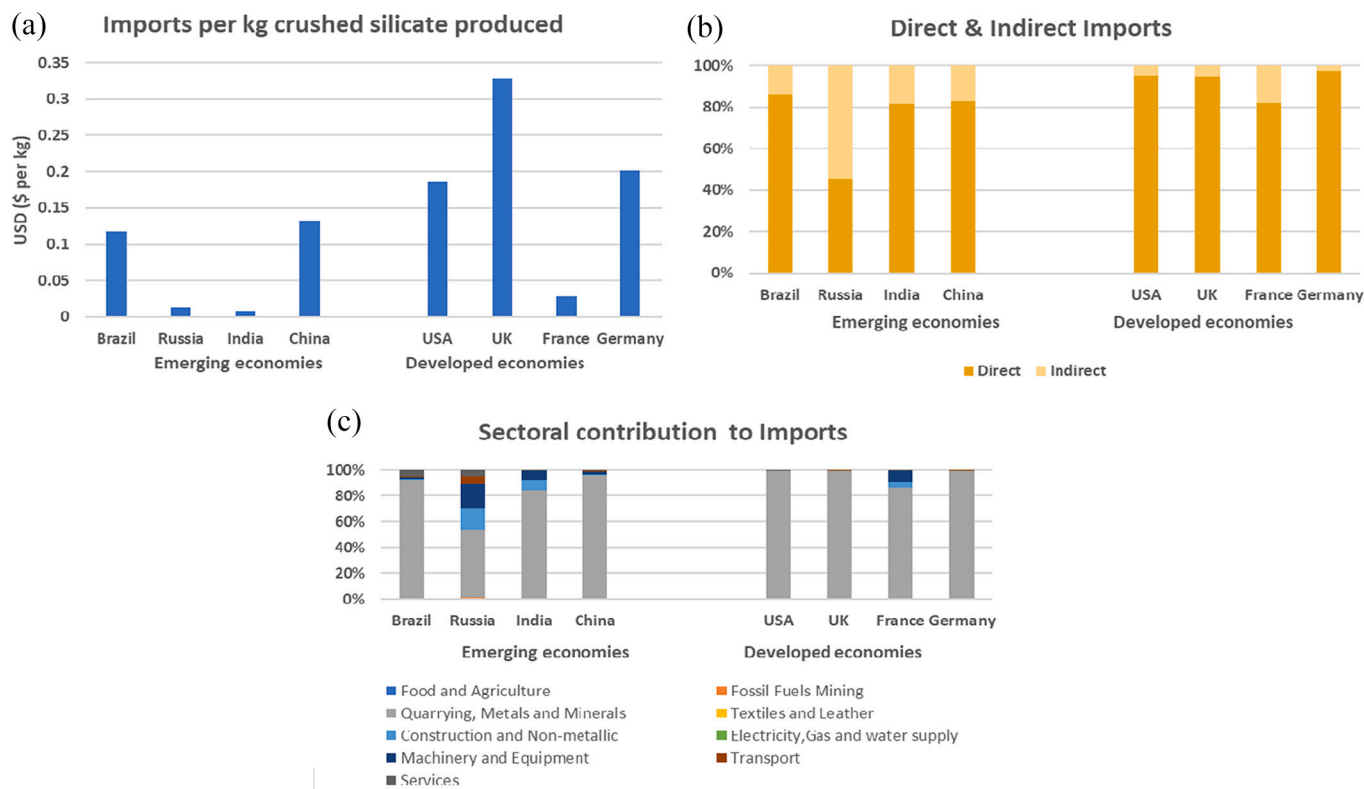 (a)
Imports per kg crushed silicate produced
0.35
0.3
0.25
0.2
0.15
0.1
0.05
0
USD ($ per kg)
Brazil Russia India China USA UK France Germany
Emerging economies Developed economies
(b)
Direct & Indirect Imports
100%
80%
60%
40%
20%
0%
Brazil Russia India China USA UK France Germany
Emerging economies Developed economies
Direct Indirect
(c)
Sectoral contribution to Imports
100%
80%
60%
40%
20%
0%
Brazil Russia India China USA UK France Germany
Emerging economies Developed economies
Food and Agriculture Fossil Fuels Mining
Quarrying, Metals and Minerals Textiles and Leather
Construction and Non-metallic Electricity,Gas and water supply
Machinery and Equipment Transport
Services